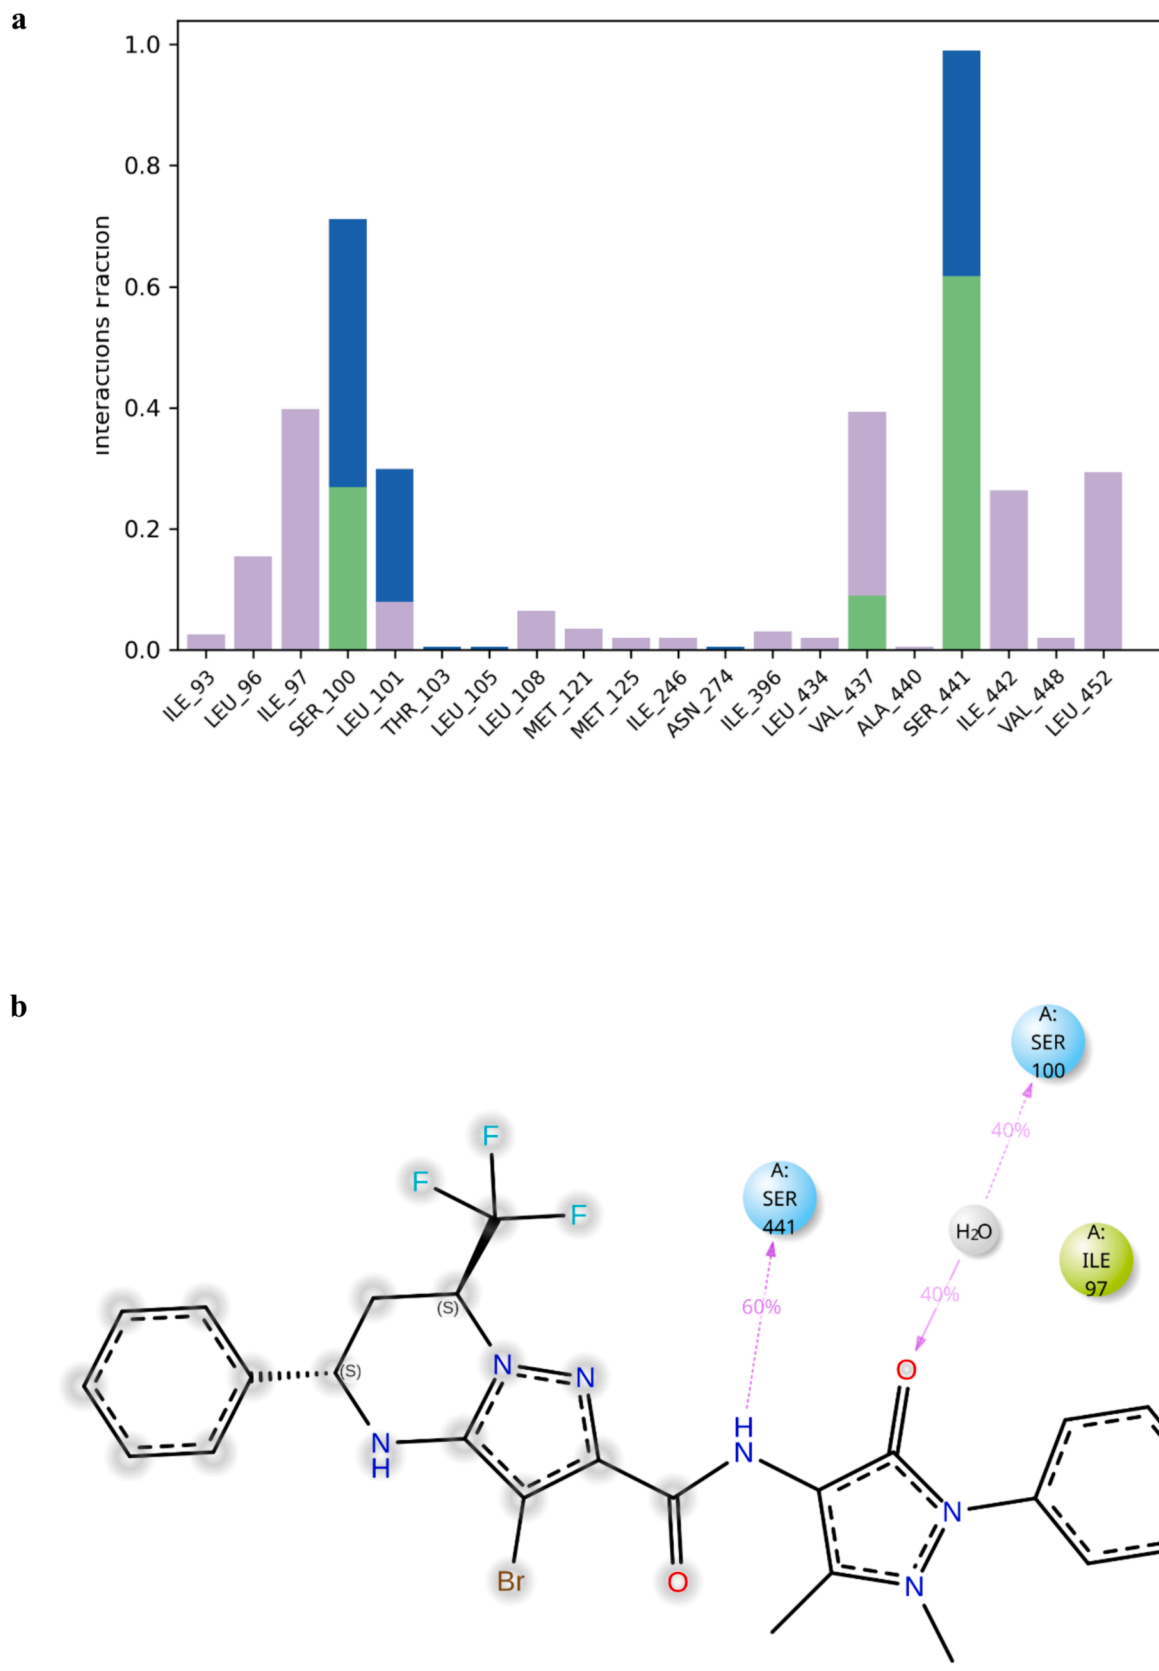 a
1.0
0.8
0.6
0.4
0.2
0.0
Interactions Fraction
ILE_93
LEU_96
ILE_97
SER_100
LEU_101
THR_103
LEU_105
LEU_108
MET_121
MET_125
ILE_246
ASN_274
ILE_396
LEU_434
VAL_437
ALA_440
SER_441
ILE_442
VAL_448
LEU_452
b
A:
SER
100
40%
F
F
F
A:
SER
441
H2O
A:
ILE
97
60%
40%
(S)
(S)
N
N
O
N
H
H
N
N
N
Br
O